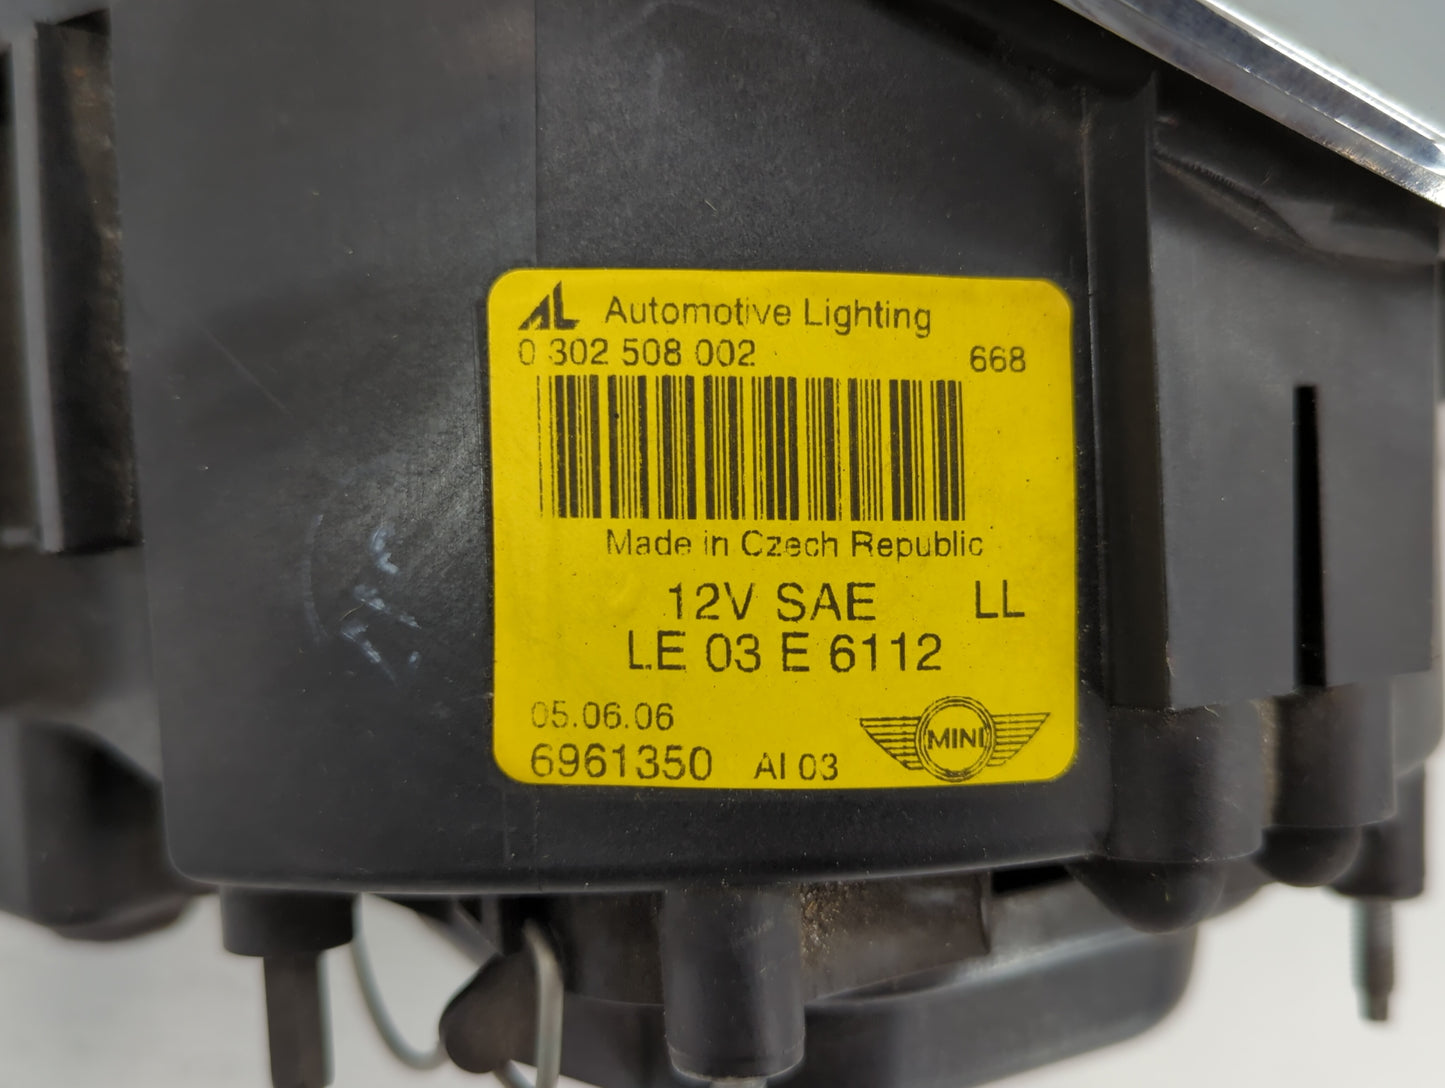 AL Automotive Lighting
0 302 508 002 668
Made in Czech Republic
12V SAE LL
LE 03 E 6112
05.06.06
6961350 AI 03 MINI